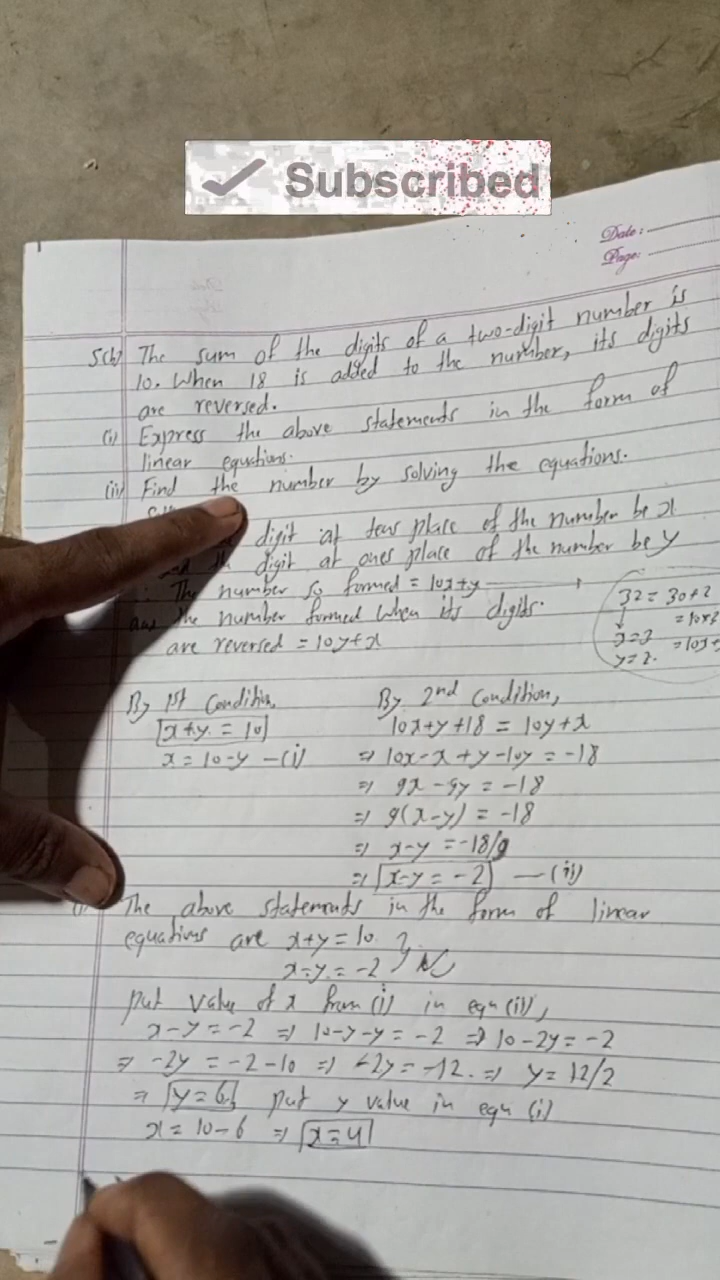 Subscribed
Date:
Page:
5(b) The sum of the digits of a two-digit number is
10. When 18 is added to the number, its digits
are reversed.
(i) Express the above statements in the form of
linear equations.
(ii) Find the number by solving the equations.
digit at tens place of the number be x
digit at ones place of the number be y
∴ The number so formed = 10x+y
and the number formed when its digits.
are reversed = 10y+x
32 = 30+2
x=3
y=2.
By 1st Condition,
x+y = 10
x = 10-y -(i)
By 2nd Condition,
10x+y+18 = 10y+x
⇒ 10x-x+y-10y = -18
⇒ 9x-9y = -18
⇒ 9(x-y) = -18
⇒ x-y = -18/9
⇒ x-y = -2 -(ii)
The above statements in the form of linear
equations are x+y=10
x-y=-2
put value of x from (i) in eqn (ii),
x-y=-2 ⇒ 10-y-y=-2 ⇒ 10-2y=-2
⇒ -2y = -2-10 ⇒ -2y=-12. ⇒ y=12/2
⇒ y=6 put y value in eqn (i)
x = 10-6 ⇒ x=4